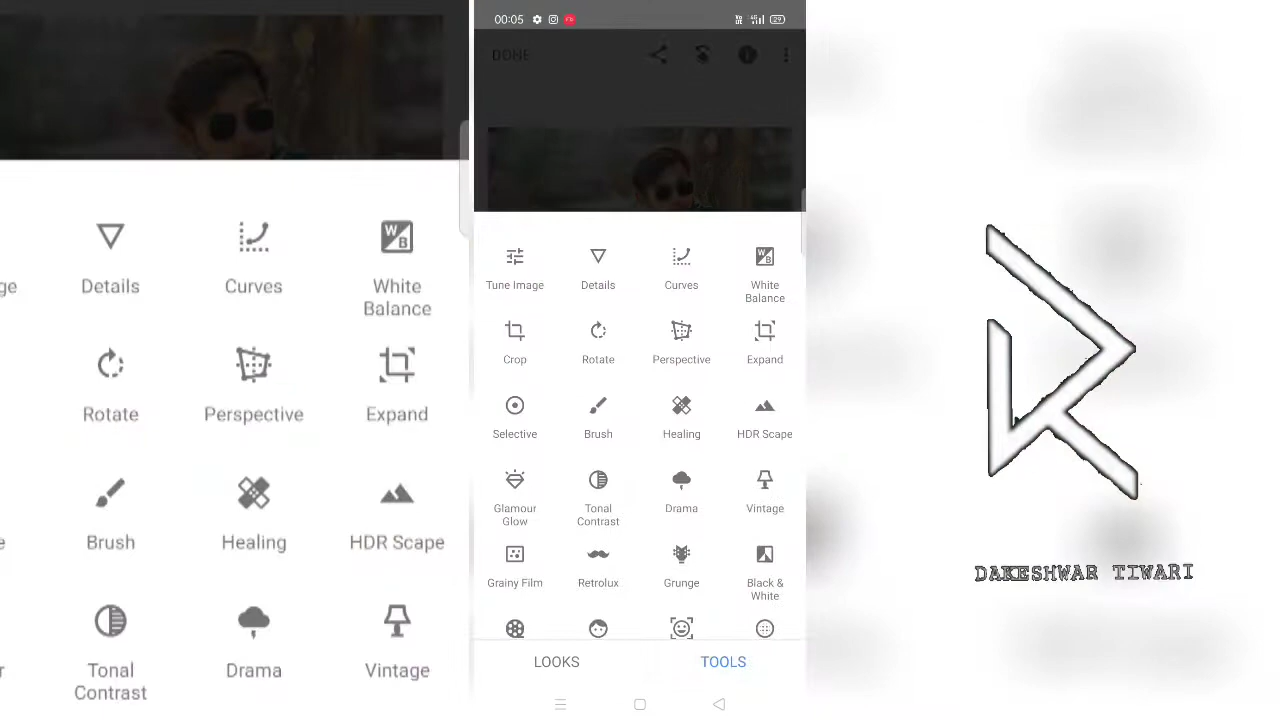 00:05
29
DONE
Tune Image Details Curves White Balance
Crop Rotate Perspective Expand
Selective Brush Healing HDR Scape
Glamour Glow Tonal Contrast Drama Vintage
Grainy Film Retrolux Grunge Black & White
LOOKS TOOLS
ge Details Curves White Balance
Rotate Perspective Expand
e Brush Healing HDR Scape
r Tonal Contrast Drama Vintage
DAKESHWAR TIWARI